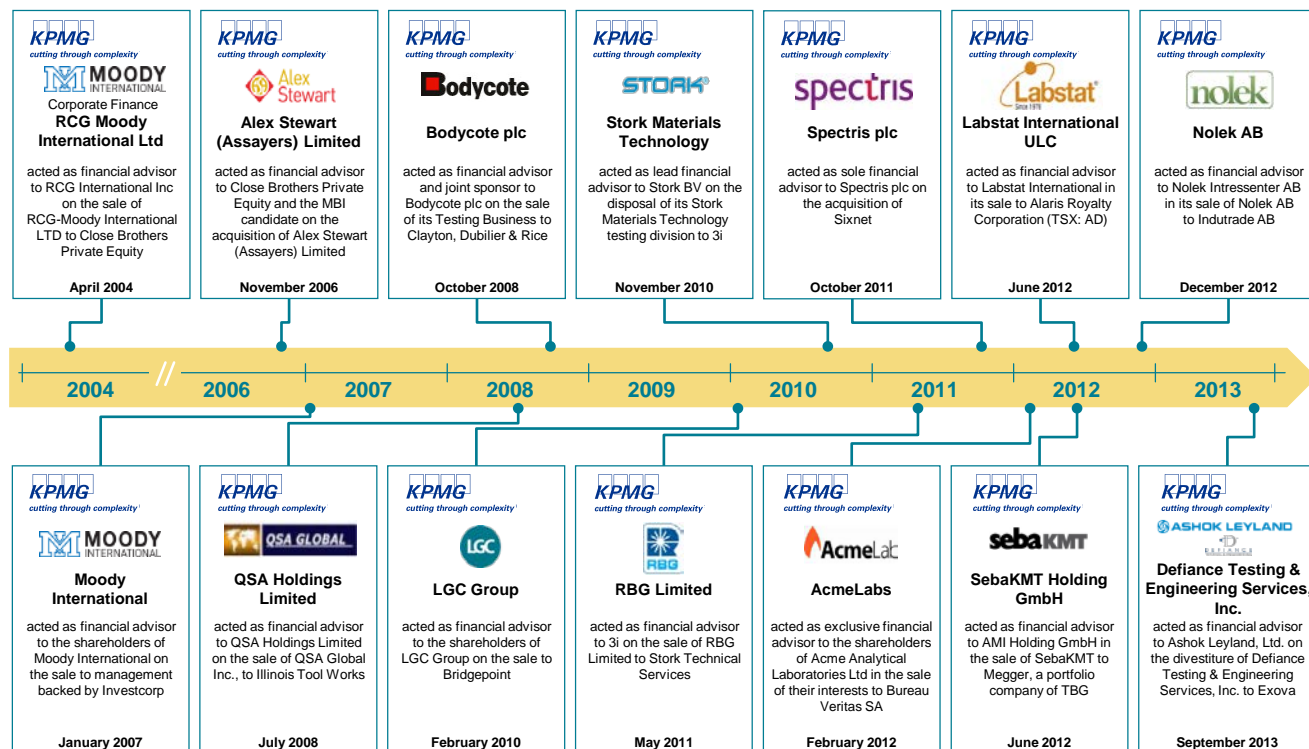 KPMG
cutting through complexity
MOODY
INTERNATIONAL
Corporate Finance
RCG Moody
International Ltd
acted as financial advisor
to RCG International Inc
on the sale of
RCG-Moody International
LTD to Close Brothers
Private Equity
April 2004
KPMG
cutting through complexity
Alex
Stewart
Alex Stewart
(Assayers) Limited
acted as financial advisor
to Close Brothers Private
Equity and the MBI
candidate on the
acquisition of Alex Stewart
(Assayers) Limited
November 2006
KPMG
cutting through complexity
Bodycote
Bodycote plc
acted as financial advisor
and joint sponsor to
Bodycote plc on the sale
of its Testing Business to
Clayton, Dubilier & Rice
October 2008
KPMG
cutting through complexity
STORK®
Stork Materials
Technology
acted as lead financial
advisor to Stork BV on the
disposal of its Stork
Materials Technology
testing division to 3i
November 2010
KPMG
cutting through complexity
spectris
Spectris plc
acted as sole financial
advisor to Spectris plc on
the acquisition of
Sixnet
October 2011
KPMG
cutting through complexity
Labstat®
Since 1976
Labstat International
ULC
acted as financial advisor
to Labstat International in
its sale to Alaris Royalty
Corporation (TSX: AD)
June 2012
KPMG
cutting through complexity
nolek
Nolek AB
acted as financial advisor
to Nolek Intressenter AB
in its sale of Nolek AB
to Indutrade AB
December 2012
2004 // 2006 2007 2008 2009 2010 2011 2012 2013
KPMG
cutting through complexity
MOODY
INTERNATIONAL
Moody
International
acted as financial advisor
to the shareholders of
Moody International on
the sale to management
backed by Investcorp
January 2007
KPMG
cutting through complexity
QSA GLOBAL
QSA Holdings
Limited
acted as financial advisor
to QSA Holdings Limited
on the sale of QSA Global
Inc., to Illinois Tool Works
July 2008
KPMG
cutting through complexity
LGC
LGC Group
acted as financial advisor
to the shareholders of
LGC Group on the sale to
Bridgepoint
February 2010
KPMG
cutting through complexity
RBG
RBG Limited
acted as financial advisor
to 3i on the sale of RBG
Limited to Stork Technical
Services
May 2011
KPMG
cutting through complexity
AcmeLab
AcmeLabs
acted as exclusive financial
advisor to the shareholders
of Acme Analytical
Laboratories Ltd in the sale
of their interests to Bureau
Veritas SA
February 2012
KPMG
cutting through complexity
sebaKMT
SebaKMT Holding
GmbH
acted as financial advisor
to AMI Holding GmbH in
the sale of SebaKMT to
Megger, a portfolio
company of TBG
June 2012
KPMG
cutting through complexity
ASHOK LEYLAND
DEFIANCE
Defiance Testing &
Engineering Services,
Inc.
acted as financial advisor
to Ashok Leyland, Ltd. on
the divestiture of Defiance
Testing & Engineering
Services, Inc. to Exova
September 2013